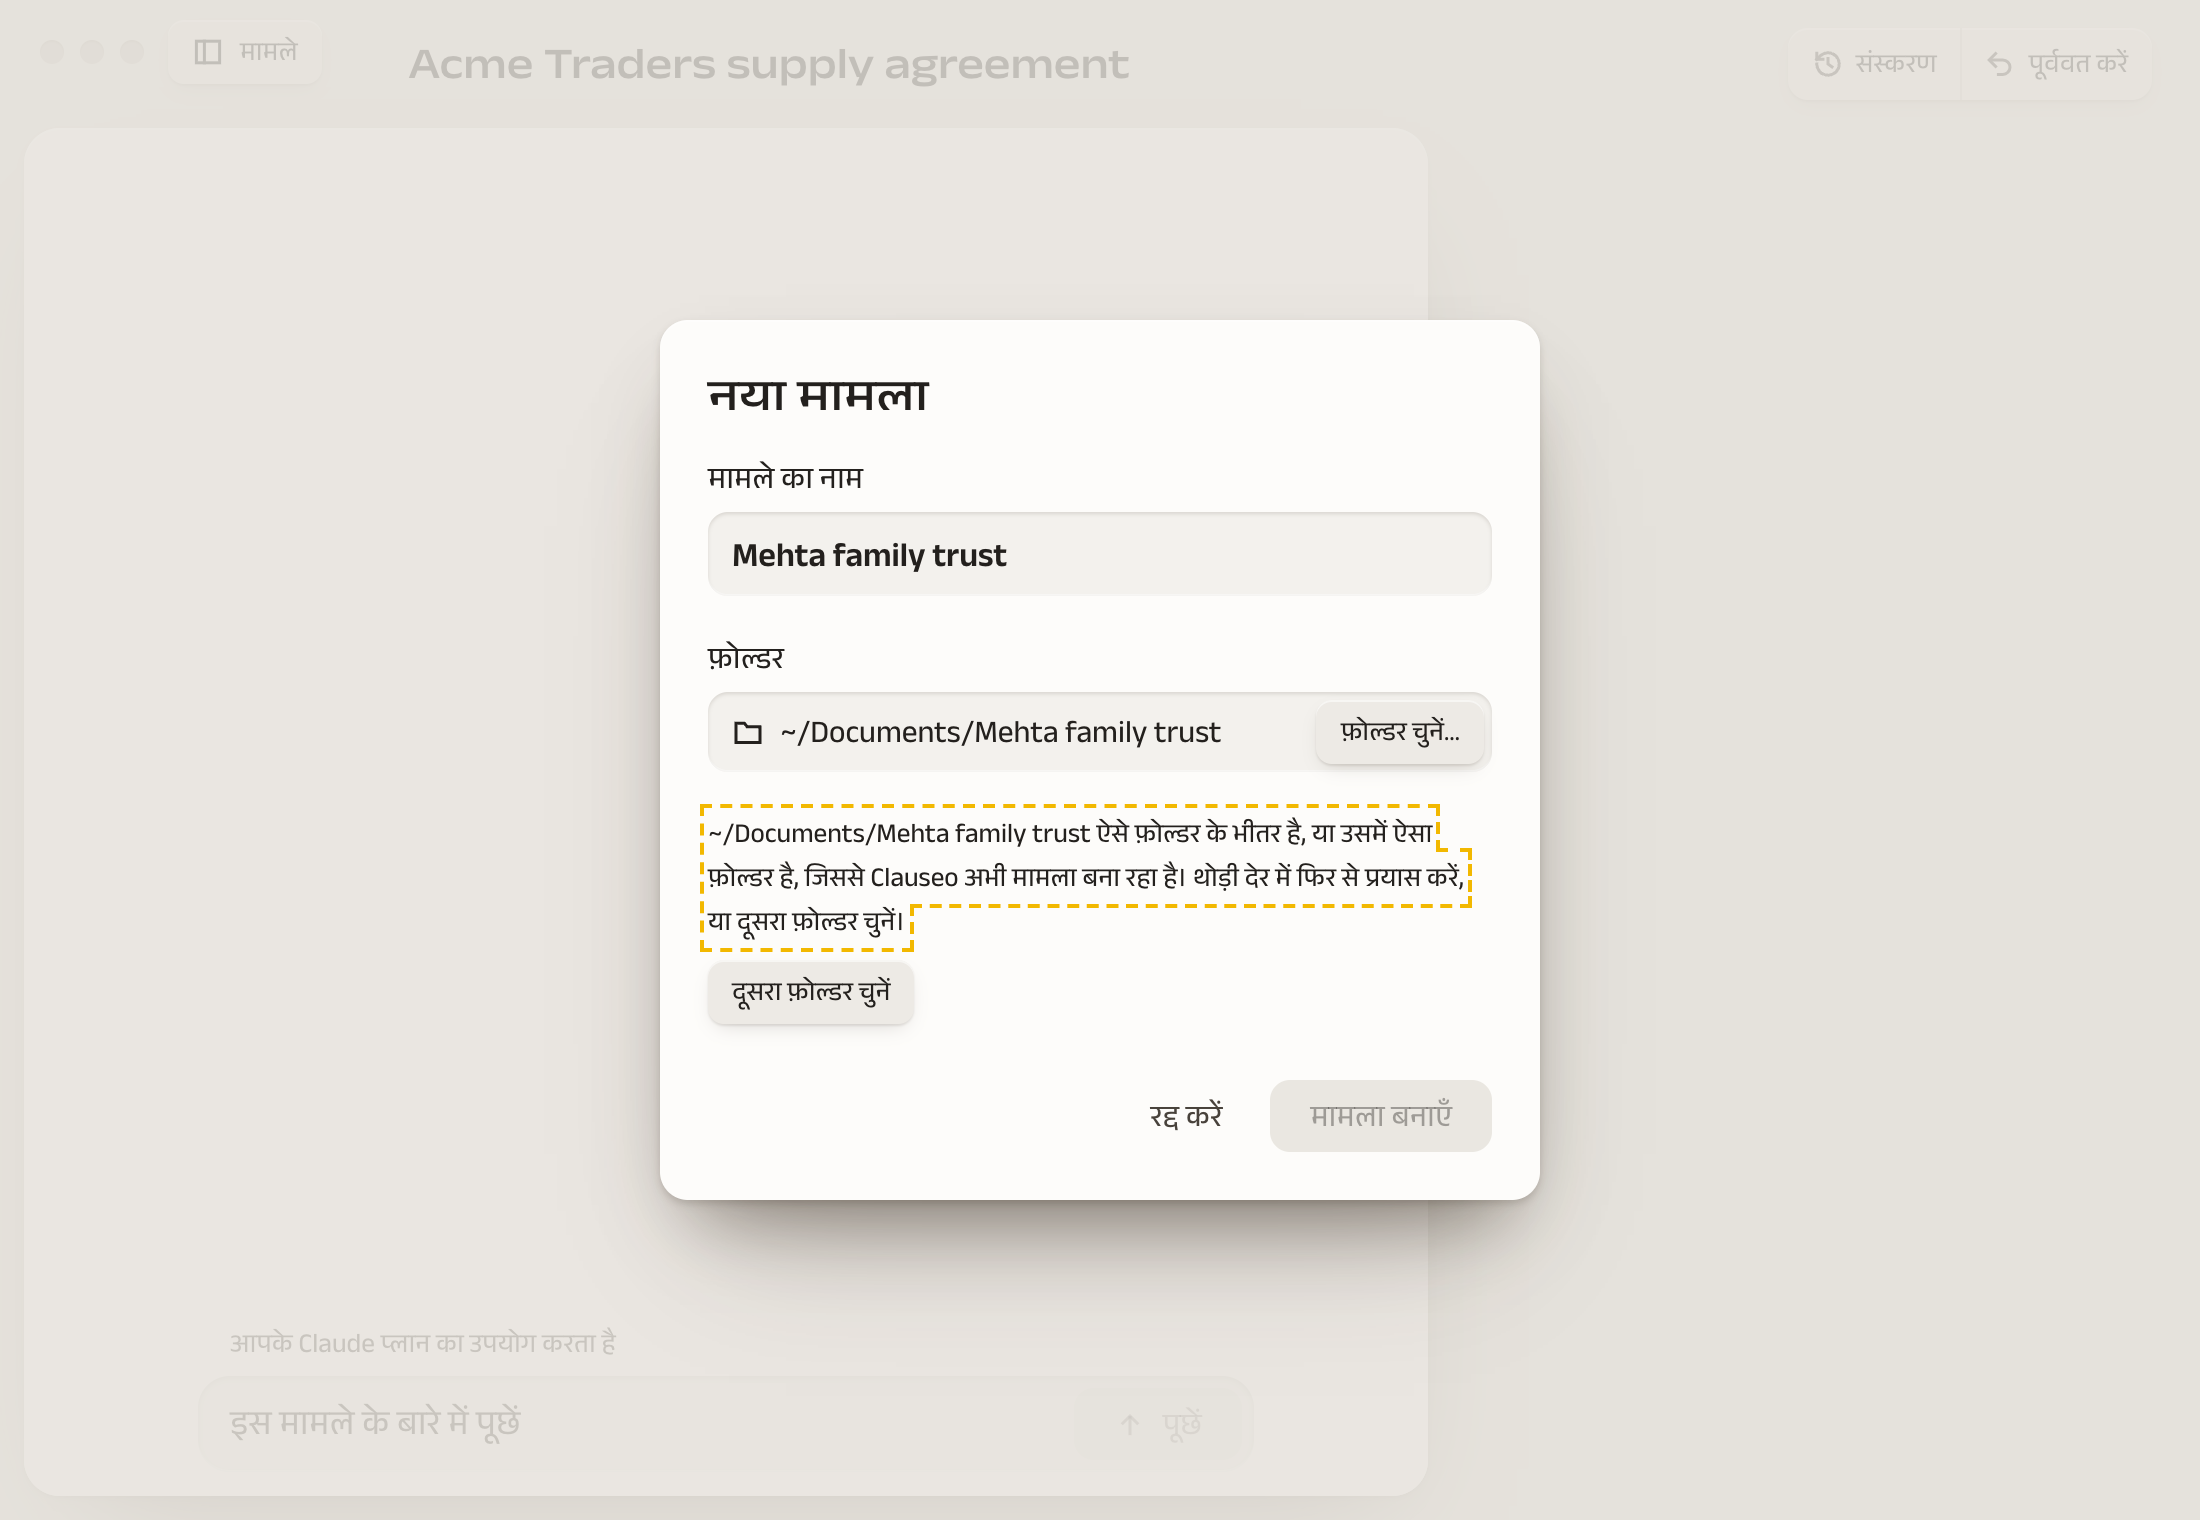 मामले
Acme Traders supply agreement
संस्करण
पूर्ववत करें
नया मामला
मामले का नाम
Mehta family trust
फ़ोल्डर
~/Documents/Mehta family trust
फ़ोल्डर चुनें…
~/Documents/Mehta family trust ऐसे फ़ोल्डर के भीतर है, या उसमें ऐसा
फ़ोल्डर है, जिससे Clauseo अभी मामला बना रहा है। थोड़ी देर में फिर से प्रयास करें,
या दूसरा फ़ोल्डर चुनें।
दूसरा फ़ोल्डर चुनें
रद्द करें
मामला बनाएँ
आपके Claude प्लान का उपयोग करता है
इस मामले के बारे में पूछें
पूछें